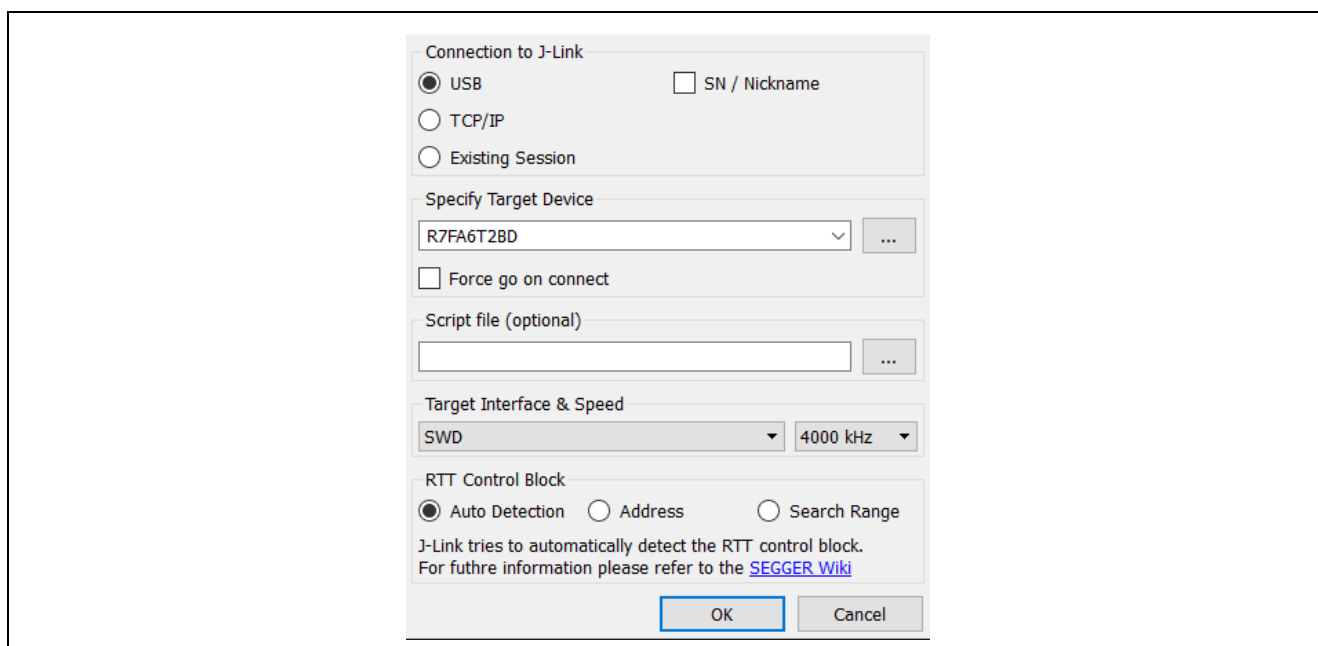 Connection to J-Link
USB SN / Nickname
TCP/IP
Existing Session
Specify Target Device
R7FA6T2BD ...
Force go on connect
Script file (optional)
...
Target Interface & Speed
SWD 4000 kHz
RTT Control Block
Auto Detection Address Search Range
J-Link tries to automatically detect the RTT control block.
For futhre information please refer to the SEGGER Wiki
OK Cancel